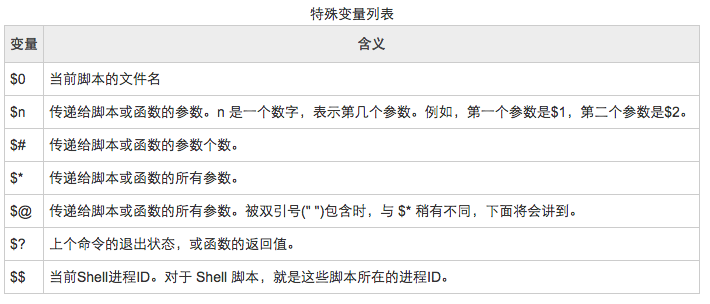 特殊变量列表
变量 含义
$0 当前脚本的文件名
$n 传递给脚本或函数的参数。n 是一个数字，表示第几个参数。例如，第一个参数是$1，第二个参数是$2。
$# 传递给脚本或函数的参数个数。
$* 传递给脚本或函数的所有参数。
$@ 传递给脚本或函数的所有参数。被双引号(" ")包含时，与 $* 稍有不同，下面将会讲到。
$? 上个命令的退出状态，或函数的返回值。
$$ 当前Shell进程ID。对于 Shell 脚本，就是这些脚本所在的进程ID。